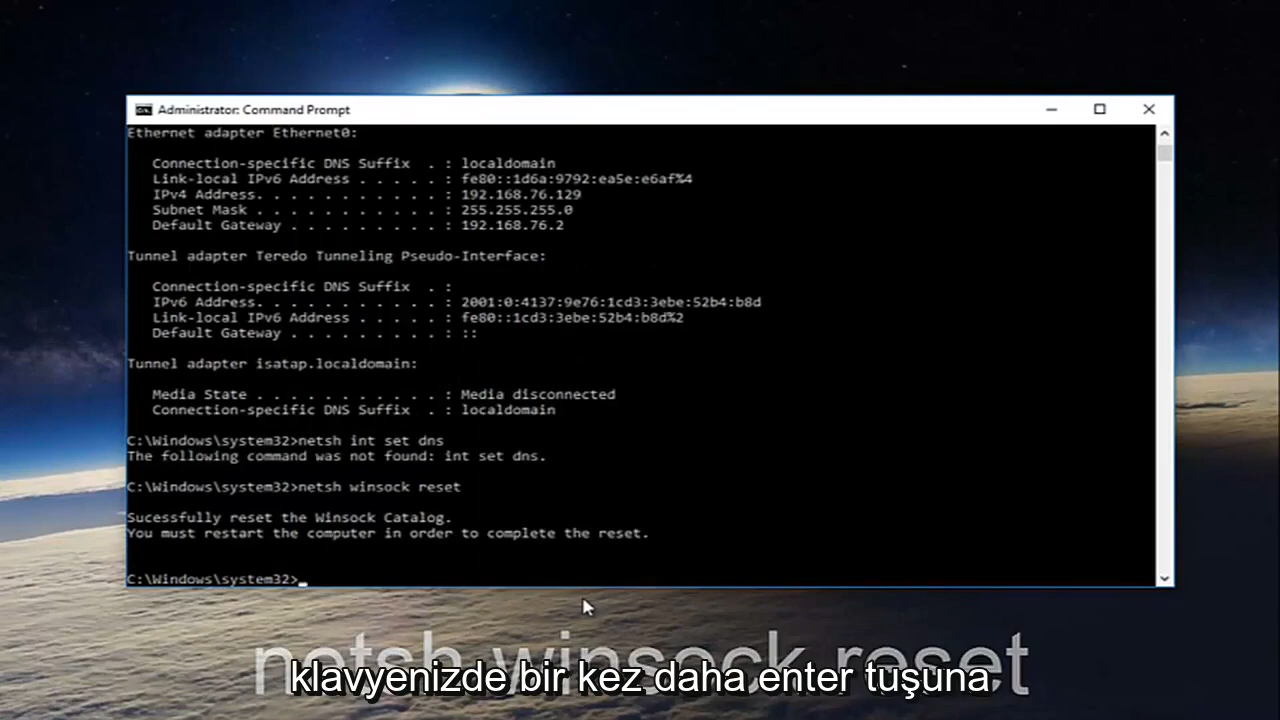 Administrator: Command Prompt
Ethernet adapter Ethernet0:
Connection-specific DNS Suffix . : localdomain
Link-local IPv6 Address . . . . . : fe80::1d6a:9792:ea5e:e6af%4
IPv4 Address. . . . . . . . . . . : 192.168.76.129
Subnet Mask . . . . . . . . . . . : 255.255.255.0
Default Gateway . . . . . . . . . : 192.168.76.2
Tunnel adapter Teredo Tunneling Pseudo-Interface:
Connection-specific DNS Suffix . :
IPv6 Address. . . . . . . . . . . : 2001:0:4137:9e76:1cd3:3ebe:52b4:b8d
Link-local IPv6 Address . . . . . : fe80::1cd3:3ebe:52b4:b8d%2
Default Gateway . . . . . . . . . : ::
Tunnel adapter isatap.localdomain:
Media State . . . . . . . . . . . : Media disconnected
Connection-specific DNS Suffix . : localdomain
C:\Windows\system32>netsh int set dns
The following command was not found: int set dns.
C:\Windows\system32>netsh winsock reset
Sucessfully reset the Winsock Catalog.
You must restart the computer in order to complete the reset.
C:\Windows\system32>
netsh winsock reset
klavyenizde bir kez daha enter tuşuna